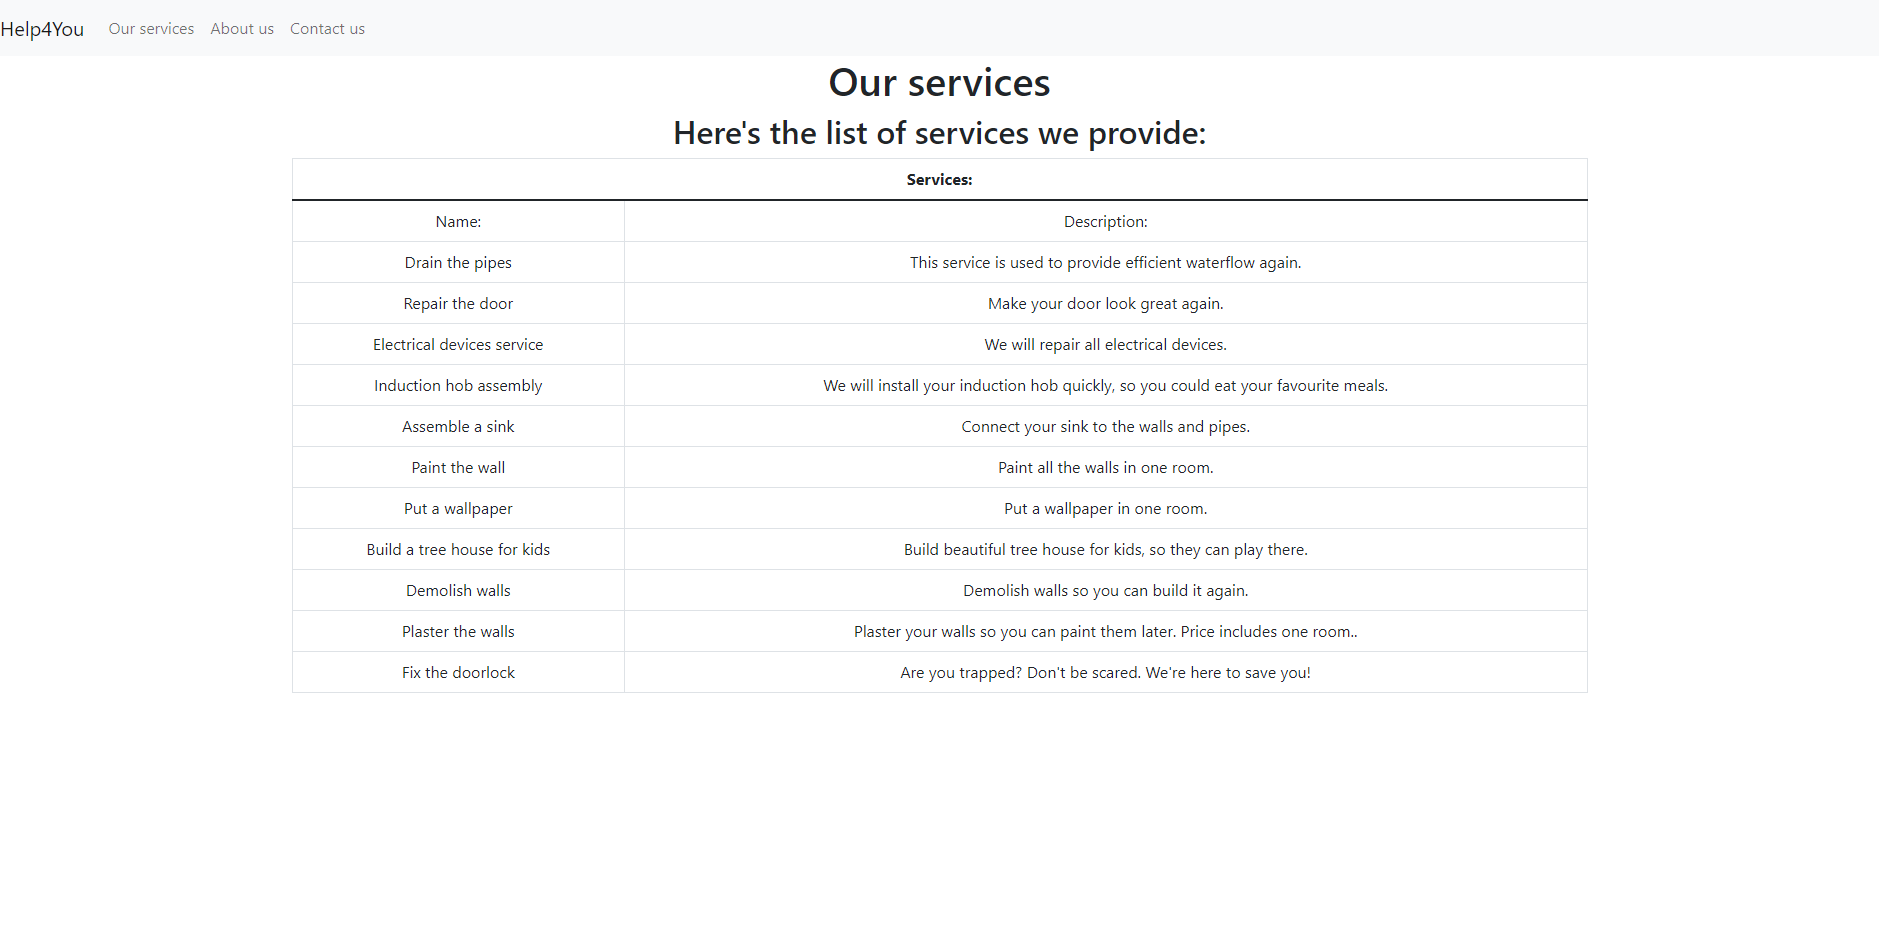 Help4You Our services About us Contact us
Our services
Here's the list of services we provide:
Services:
Name: Description:
Drain the pipes This service is used to provide efficient waterflow again.
Repair the door Make your door look great again.
Electrical devices service We will repair all electrical devices.
Induction hob assembly We will install your induction hob quickly, so you could eat your favourite meals.
Assemble a sink Connect your sink to the walls and pipes.
Paint the wall Paint all the walls in one room.
Put a wallpaper Put a wallpaper in one room.
Build a tree house for kids Build beautiful tree house for kids, so they can play there.
Demolish walls Demolish walls so you can build it again.
Plaster the walls Plaster your walls so you can paint them later. Price includes one room..
Fix the doorlock Are you trapped? Don't be scared. We're here to save you!